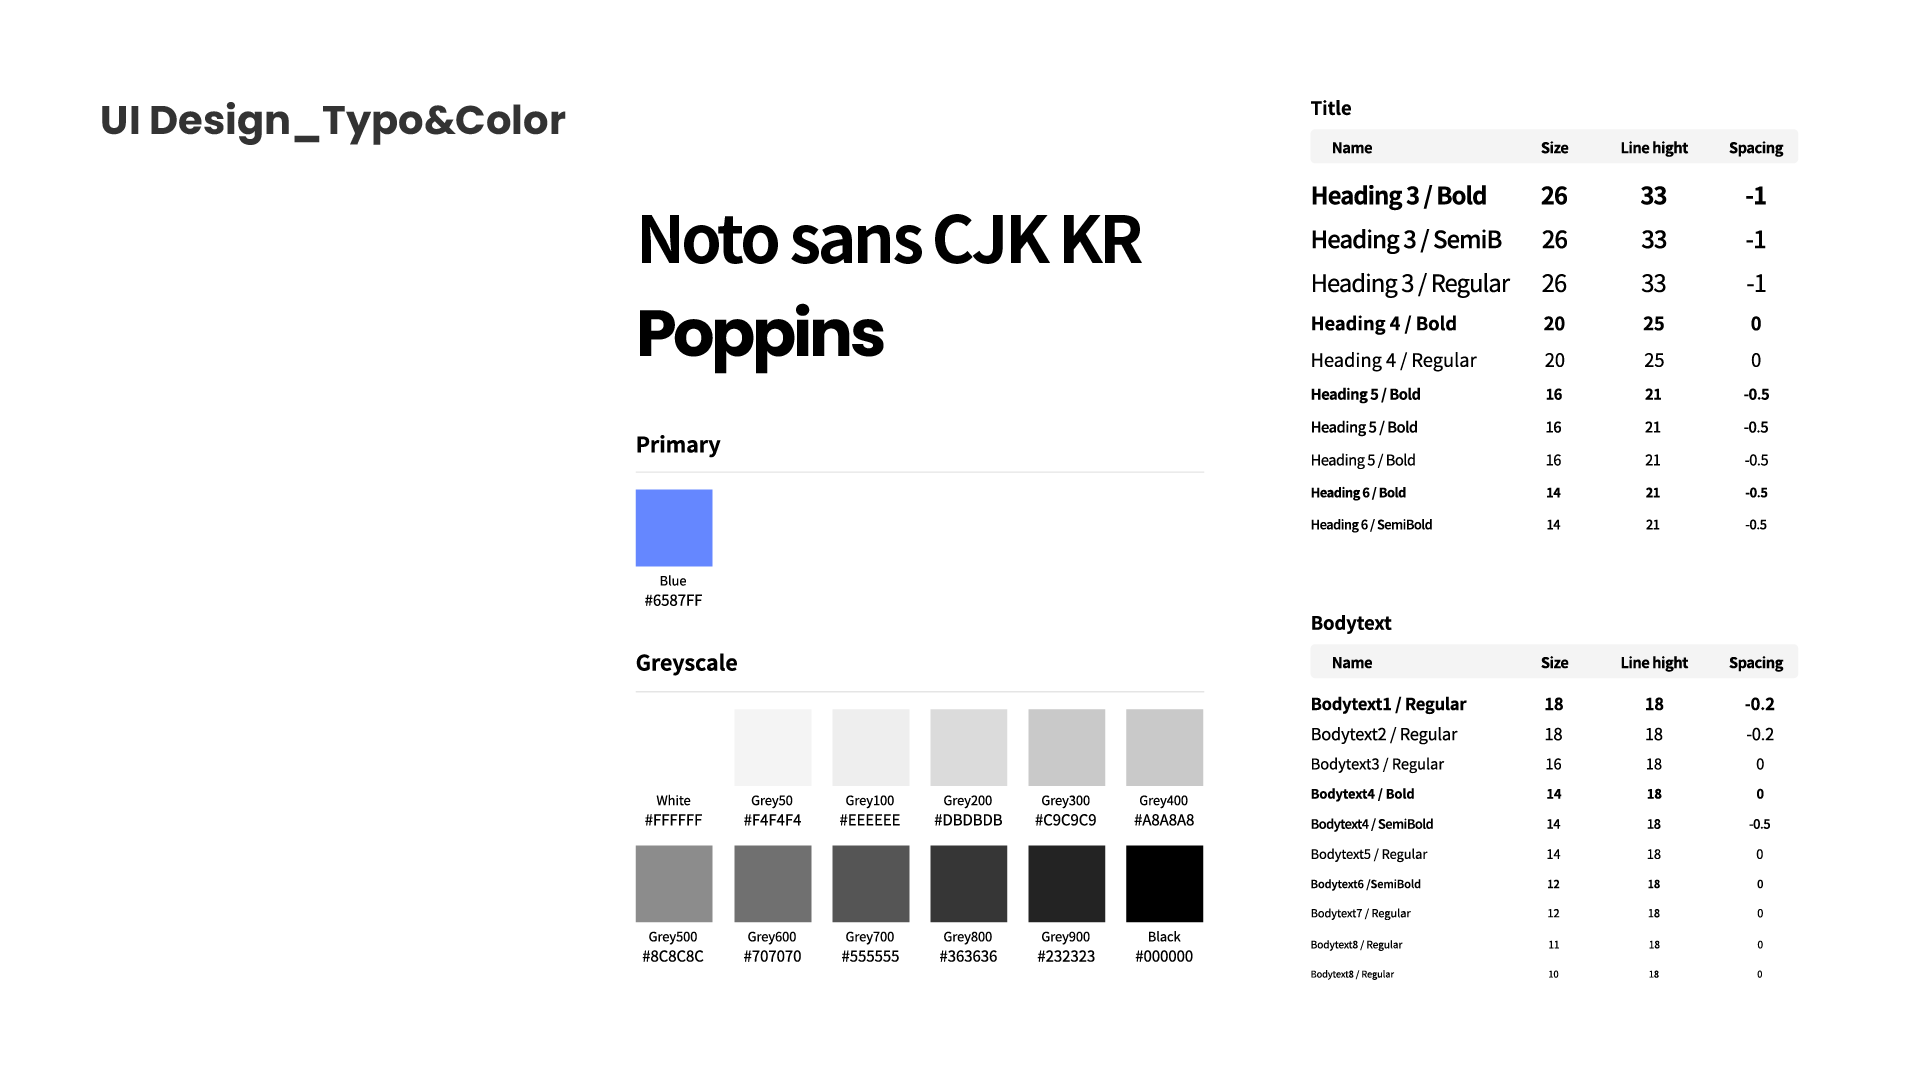 UI Design_Typo&Color
Noto sans CJK KR
Poppins
Primary
Blue
#6587FF
Greyscale
White Grey50 Grey100 Grey200 Grey300 Grey400
#FFFFFF #F4F4F4 #EEEEEE #DBDBDB #C9C9C9 #A8A8A8
Grey500 Grey600 Grey700 Grey800 Grey900 Black
#8C8C8C #707070 #555555 #363636 #232323 #000000
Title
Name Size Line hight Spacing
Heading 3 / Bold 26 33 -1
Heading 3 / SemiB 26 33 -1
Heading 3 / Regular 26 33 -1
Heading 4 / Bold 20 25 0
Heading 4 / Regular 20 25 0
Heading 5 / Bold 16 21 -0.5
Heading 5 / Bold 16 21 -0.5
Heading 5 / Bold 16 21 -0.5
Heading 6 / Bold 14 21 -0.5
Heading 6 / SemiBold 14 21 -0.5
Bodytext
Name Size Line hight Spacing
Bodytext1 / Regular 18 18 -0.2
Bodytext2 / Regular 18 18 -0.2
Bodytext3 / Regular 16 18 0
Bodytext4 / Bold 14 18 0
Bodytext4 / SemiBold 14 18 -0.5
Bodytext5 / Regular 14 18 0
Bodytext6 /SemiBold 12 18 0
Bodytext7 / Regular 12 18 0
Bodytext8 / Regular 11 18 0
Bodytext8 / Regular 10 18 0